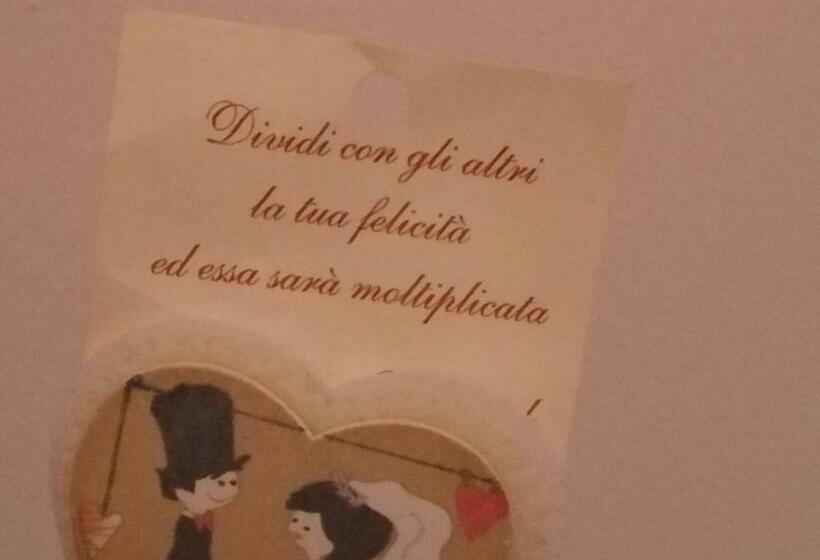 Dividi con gli altri
la tua felicità
ed essa sarà moltiplicata